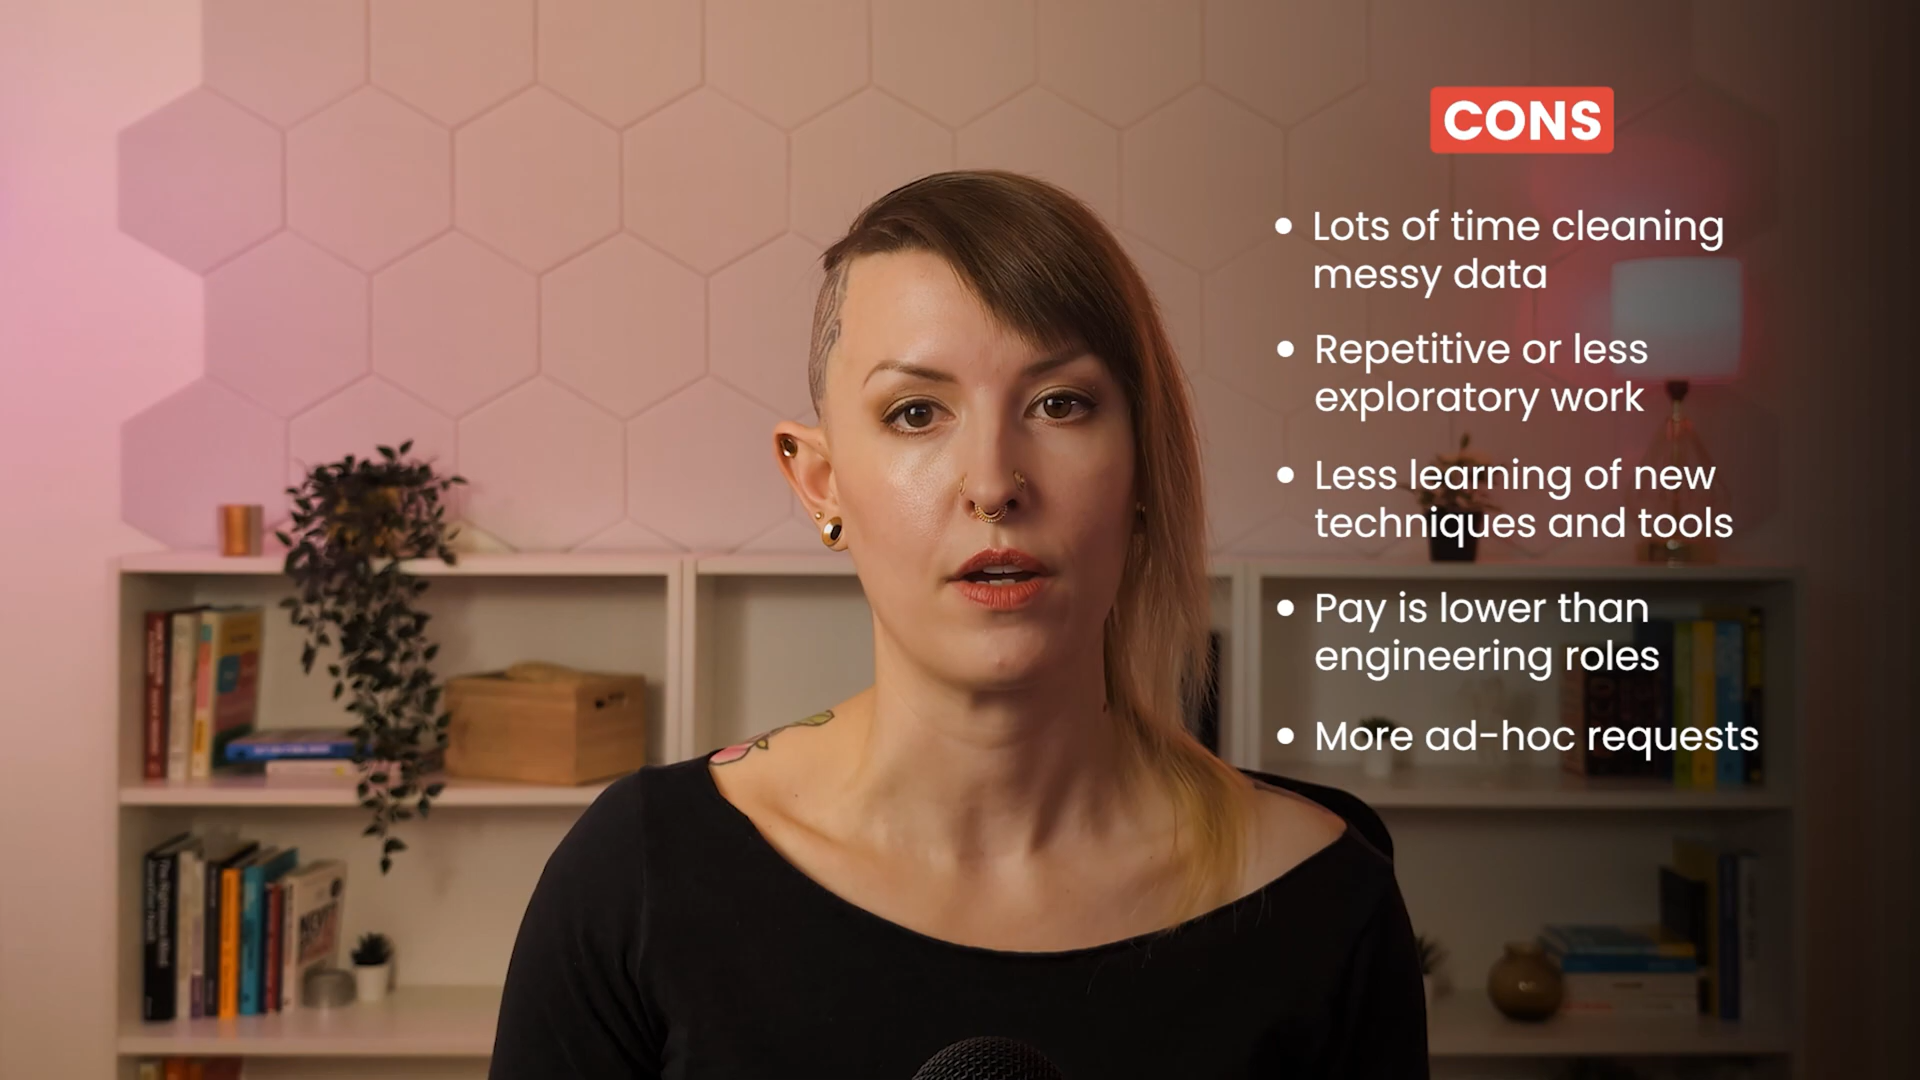 CONS
• Lots of time cleaning
messy data
• Repetitive or less
exploratory work
• Less learning of new
techniques and tools
• Pay is lower than
engineering roles
• More ad-hoc requests
NEVER